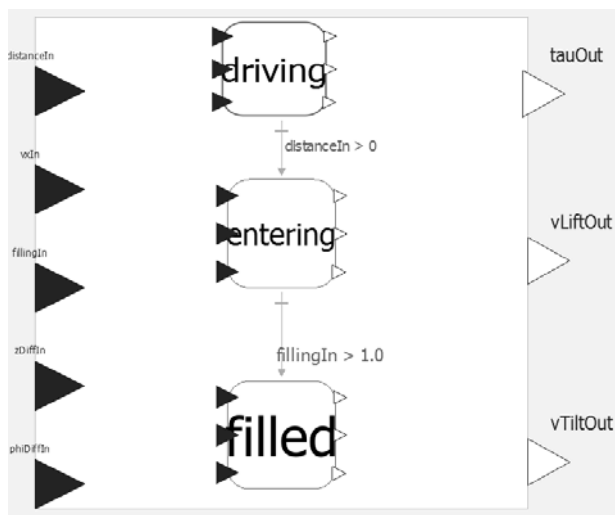 distanceIn
driving
tauOut
distanceIn > 0
vxIn
entering
vLiftOut
fillingIn
fillingIn > 1.0
zDiffIn
filled
vTiltOut
phiDiffIn